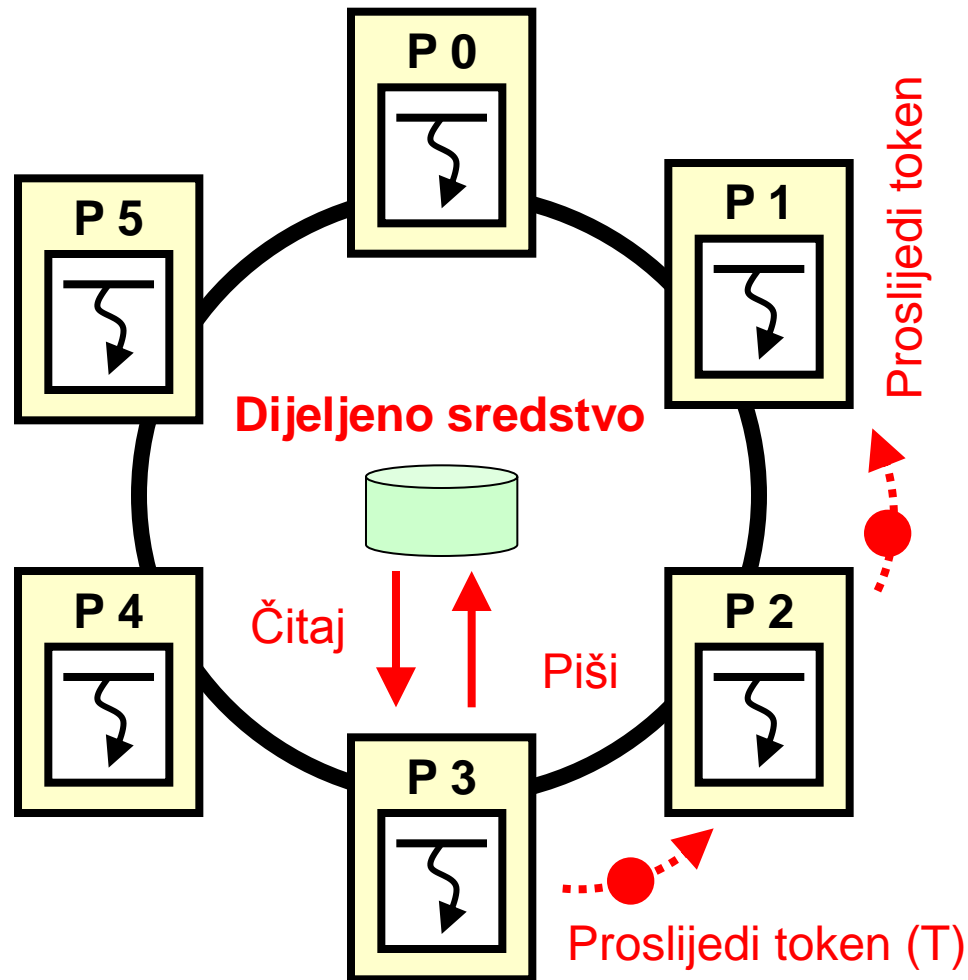 P 0
P 1
P 5
Proslijedi token
Dijeljeno sredstvo
P 4
Čitaj
Piši
P 2
P 3
Proslijedi token (T)